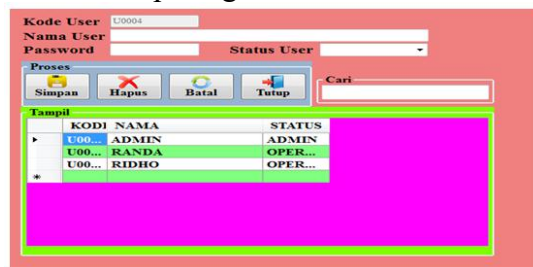 Kode User U0004
Nama User
Password Status User
Proses
Simpan Hapus Batal Tutup
Cari
Tampil
KODI NAMA STATUS
U00... ADMIN ADMIN
U00... RANDA OPER...
U00... RIDHO OPER...